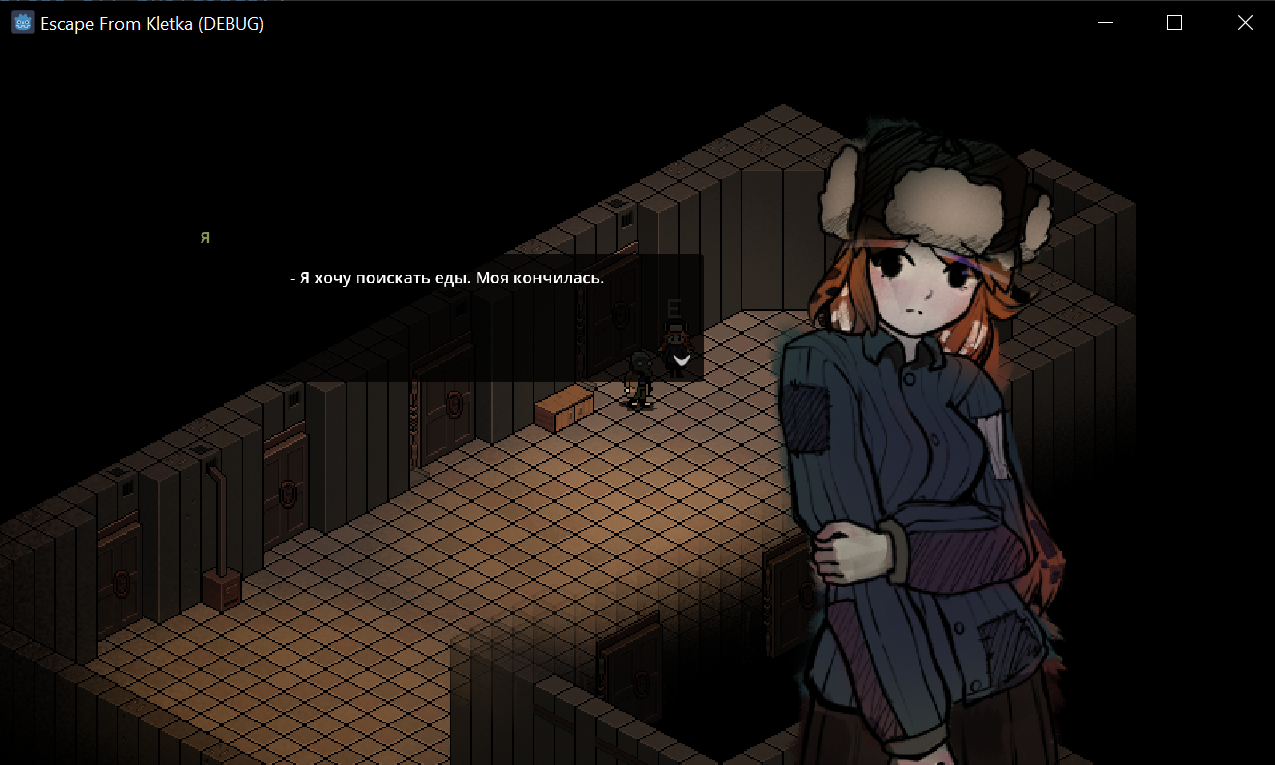 Escape From Kletka (DEBUG)
Я
- Я хочу поискать еды. Моя кончилась.
E